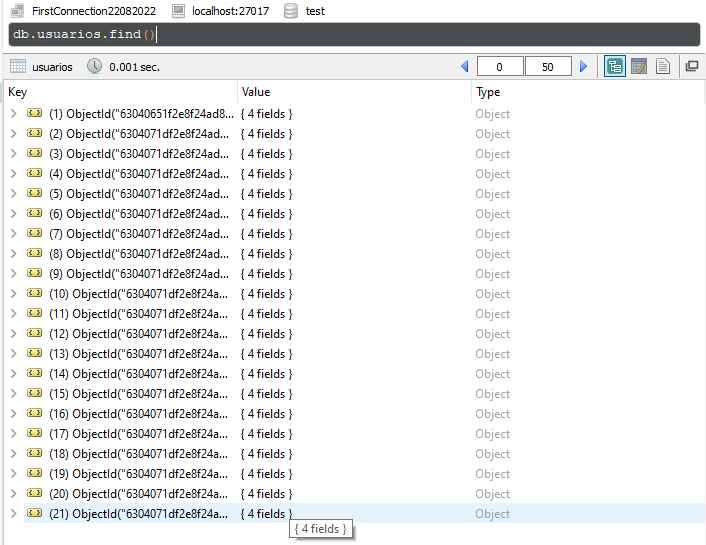 FirstConnection22082022 localhost:27017 test
db.usuarios.find()
usuarios 0.001 sec. 0 50
Key Value Type
(1) ObjectId("63040651f2e8f24ad8... { 4 fields } Object
(2) ObjectId("6304071df2e8f24ad... { 4 fields } Object
(3) ObjectId("6304071df2e8f24ad... { 4 fields } Object
(4) ObjectId("6304071df2e8f24ad... { 4 fields } Object
(5) ObjectId("6304071df2e8f24ad... { 4 fields } Object
(6) ObjectId("6304071df2e8f24ad... { 4 fields } Object
(7) ObjectId("6304071df2e8f24ad... { 4 fields } Object
(8) ObjectId("6304071df2e8f24ad... { 4 fields } Object
(9) ObjectId("6304071df2e8f24ad... { 4 fields } Object
(10) ObjectId("6304071df2e8f24a... { 4 fields } Object
(11) ObjectId("6304071df2e8f24a... { 4 fields } Object
(12) ObjectId("6304071df2e8f24a... { 4 fields } Object
(13) ObjectId("6304071df2e8f24a... { 4 fields } Object
(14) ObjectId("6304071df2e8f24a... { 4 fields } Object
(15) ObjectId("6304071df2e8f24a... { 4 fields } Object
(16) ObjectId("6304071df2e8f24a... { 4 fields } Object
(17) ObjectId("6304071df2e8f24a... { 4 fields } Object
(18) ObjectId("6304071df2e8f24a... { 4 fields } Object
(19) ObjectId("6304071df2e8f24a... { 4 fields } Object
(20) ObjectId("6304071df2e8f24a... { 4 fields } Object
(21) ObjectId("6304071df2e8f24a... { 4 fields } Object
{ 4 fields }